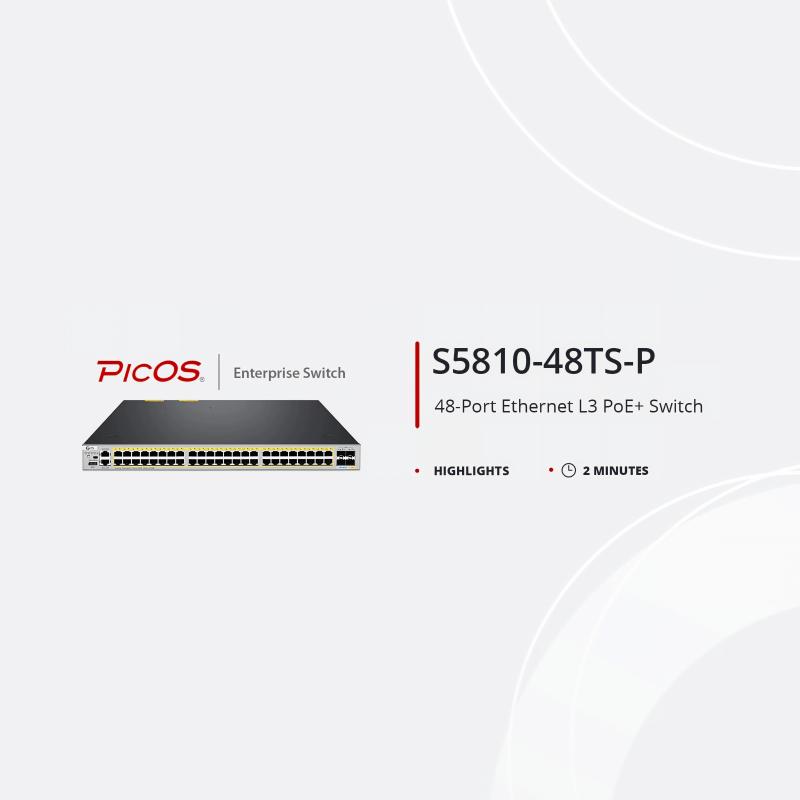 PICOS®
Enterprise Switch
S5810-48TS-P
48-Port Ethernet L3 PoE+ Switch
• HIGHLIGHTS
• 2 MINUTES